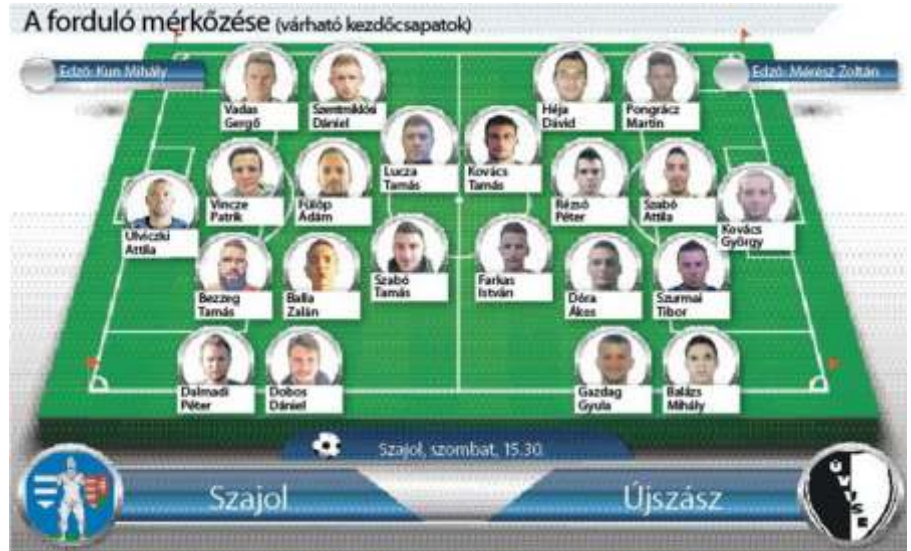 A forduló mérkőzése (várható kezdőcsapatok)
Edző: Kun Mihály
Edző: Mérész Zoltán
Vadas
Gergő
Szentmiklósi
Dániel
Héja
Dávid
Pongrácz
Martin
Lucza
Tamás
Kovács
Tamás
Vincze
Patrik
Fülöp
Ádám
Rézsó
Péter
Szabó
Attila
Ulviczki
Attila
Kovács
György
Bezzeg
Tamás
Balla
Zalán
Szabó
Tamás
Farkas
István
Dóra
Ákos
Szurmai
Tibor
Dalmadi
Péter
Dobos
Dániel
Gazdag
Gyula
Balázs
Mihály
Szajol, szombat, 15.30.
Szajol
Újszász
ÚVVSE